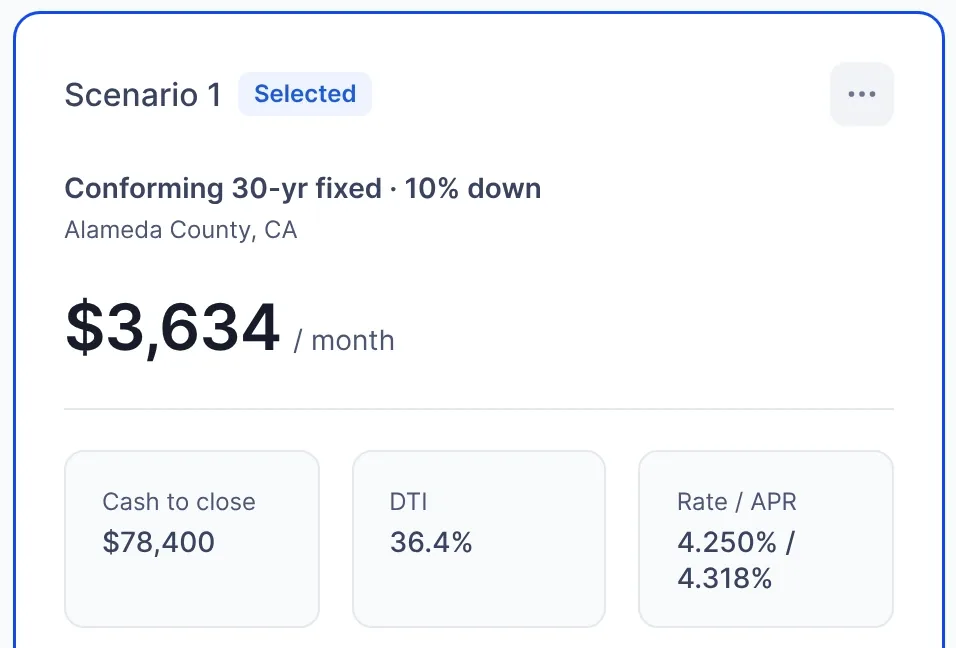 Scenario 1 Selected
Conforming 30-yr fixed · 10% down
Alameda County, CA
$3,634 / month
Cash to close
$78,400
DTI
36.4%
Rate / APR
4.250% /
4.318%